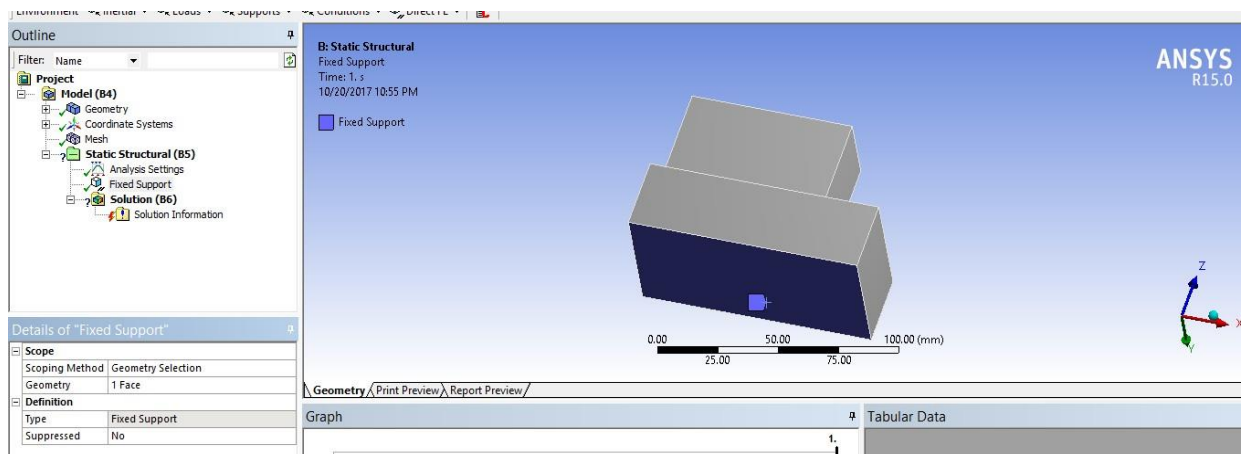 Environment Inertial Loads Supports Conditions Direct FE
Outline
Filter: Name
Project
Model (B4)
Geometry
Coordinate Systems
Mesh
Static Structural (B5)
Analysis Settings
Fixed Support
Solution (B6)
Solution Information
Details of "Fixed Support"
Scope
Scoping Method Geometry Selection
Geometry 1 Face
Definition
Type Fixed Support
Suppressed No
B: Static Structural
Fixed Support
Time: 1. s
10/20/2017 10:55 PM
Fixed Support
ANSYS
R15.0
Z
X
Y
0.00 50.00 100.00 (mm)
25.00 75.00
Geometry Print Preview Report Preview
Graph
1.
Tabular Data